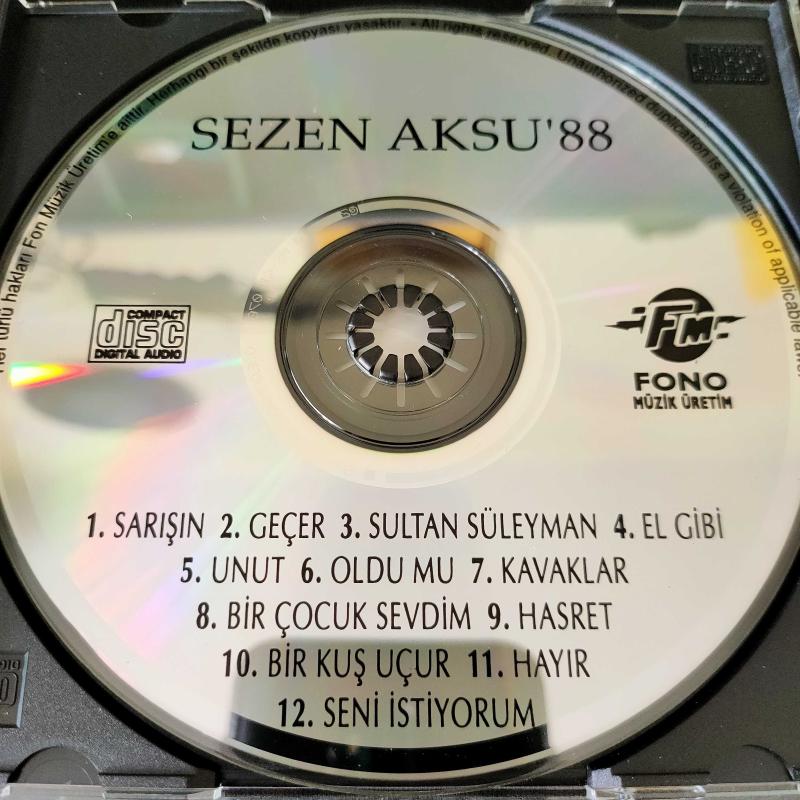 Her türlü hakları Fon Müzik Üretim'e aittir. Herhangi bir şekilde kopyası yasaktır. • All rights reserved. Unauthorized duplication is a violation of applicable laws.
SEZEN AKSU'88
COMPACT
disc
DIGITAL AUDIO
FM
FONO
MÜZİK ÜRETİM
1. SARIŞIN 2. GEÇER 3. SULTAN SÜLEYMAN 4. EL GİBİ
5. UNUT 6. OLDU MU 7. KAVAKLAR
8. BİR ÇOCUK SEVDİM 9. HASRET
10. BİR KUŞ UÇUR 11. HAYIR
12. SENİ İSTİYORUM